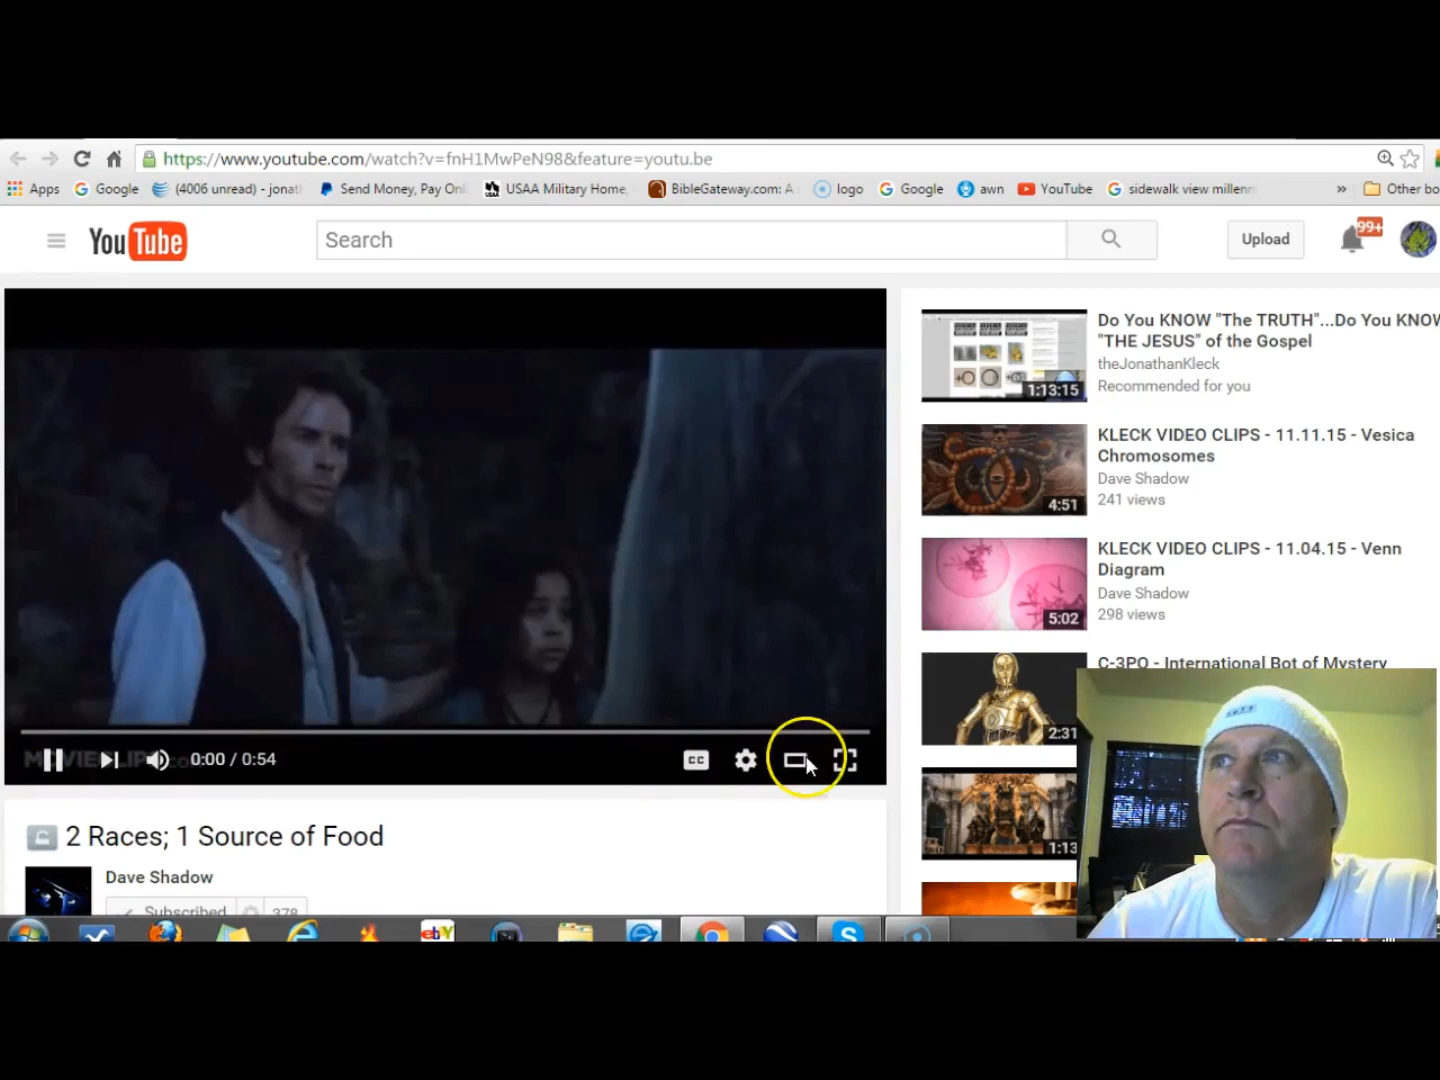 https://www.youtube.com/watch?v=fnH1MwPeN98&feature=youtu.be
Apps Google (4006 unread) - jonat Send Money, Pay Onl USAA Military Home, BibleGateway.com: A logo Google awn YouTube sidewalk view millenn » Other bo
YouTube Search Upload 99+
Do You KNOW "The TRUTH"...Do You KNOW
"THE JESUS" of the Gospel
theJonathanKleck
Recommended for you
1:13:15
KLECK VIDEO CLIPS - 11.11.15 - Vesica
Chromosomes
Dave Shadow
241 views
4:51
KLECK VIDEO CLIPS - 11.04.15 - Venn
Diagram
Dave Shadow
298 views
5:02
C-3PO - International Bot of Mystery
2:31
1:13
0:00 / 0:54 CC
2 Races; 1 Source of Food
Dave Shadow
Subscribed 378
ebay